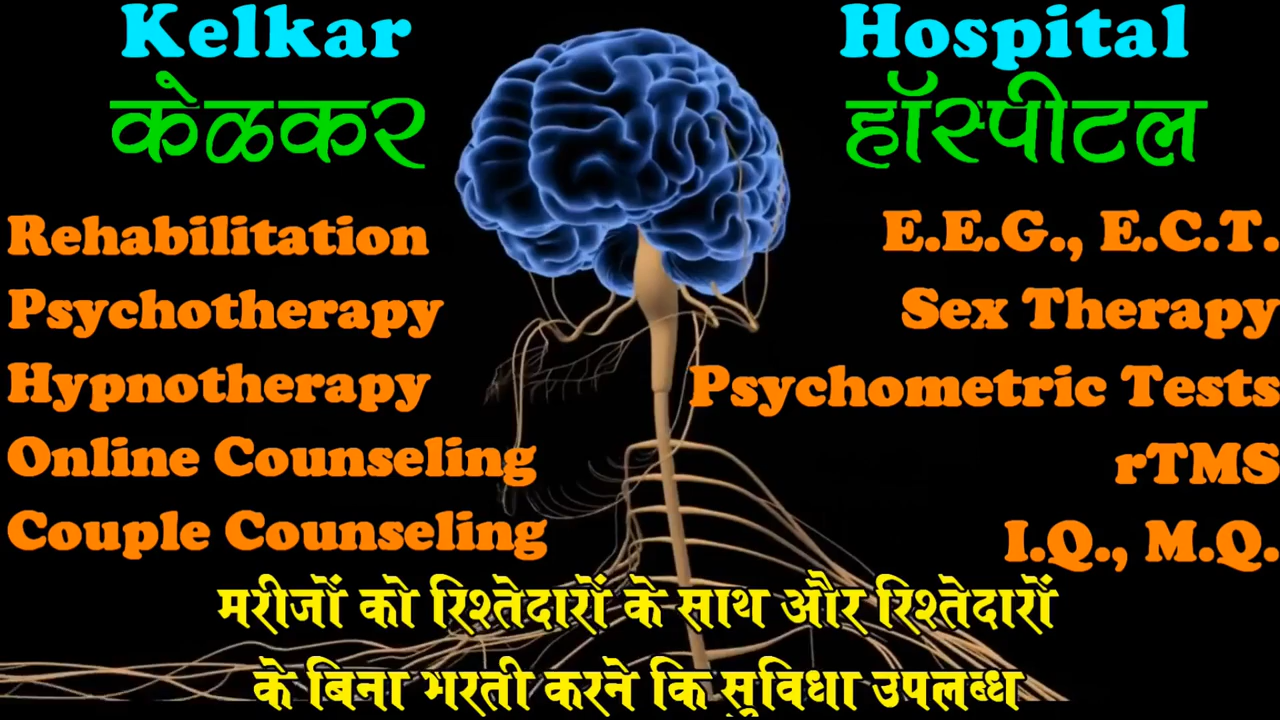 Kelkar Hospital
केळकर हॉस्पीटल
Rehabilitation
Psychotherapy
Hypnotherapy
Online Counseling
Couple Counseling
E.E.G., E.C.T.
Sex Therapy
Psychometric Tests
rTMS
I.Q., M.Q.
मरीजों को रिश्तेदारों के साथ और रिश्तेदारों
के बिना भरती करने कि सुविधा उपलब्ध